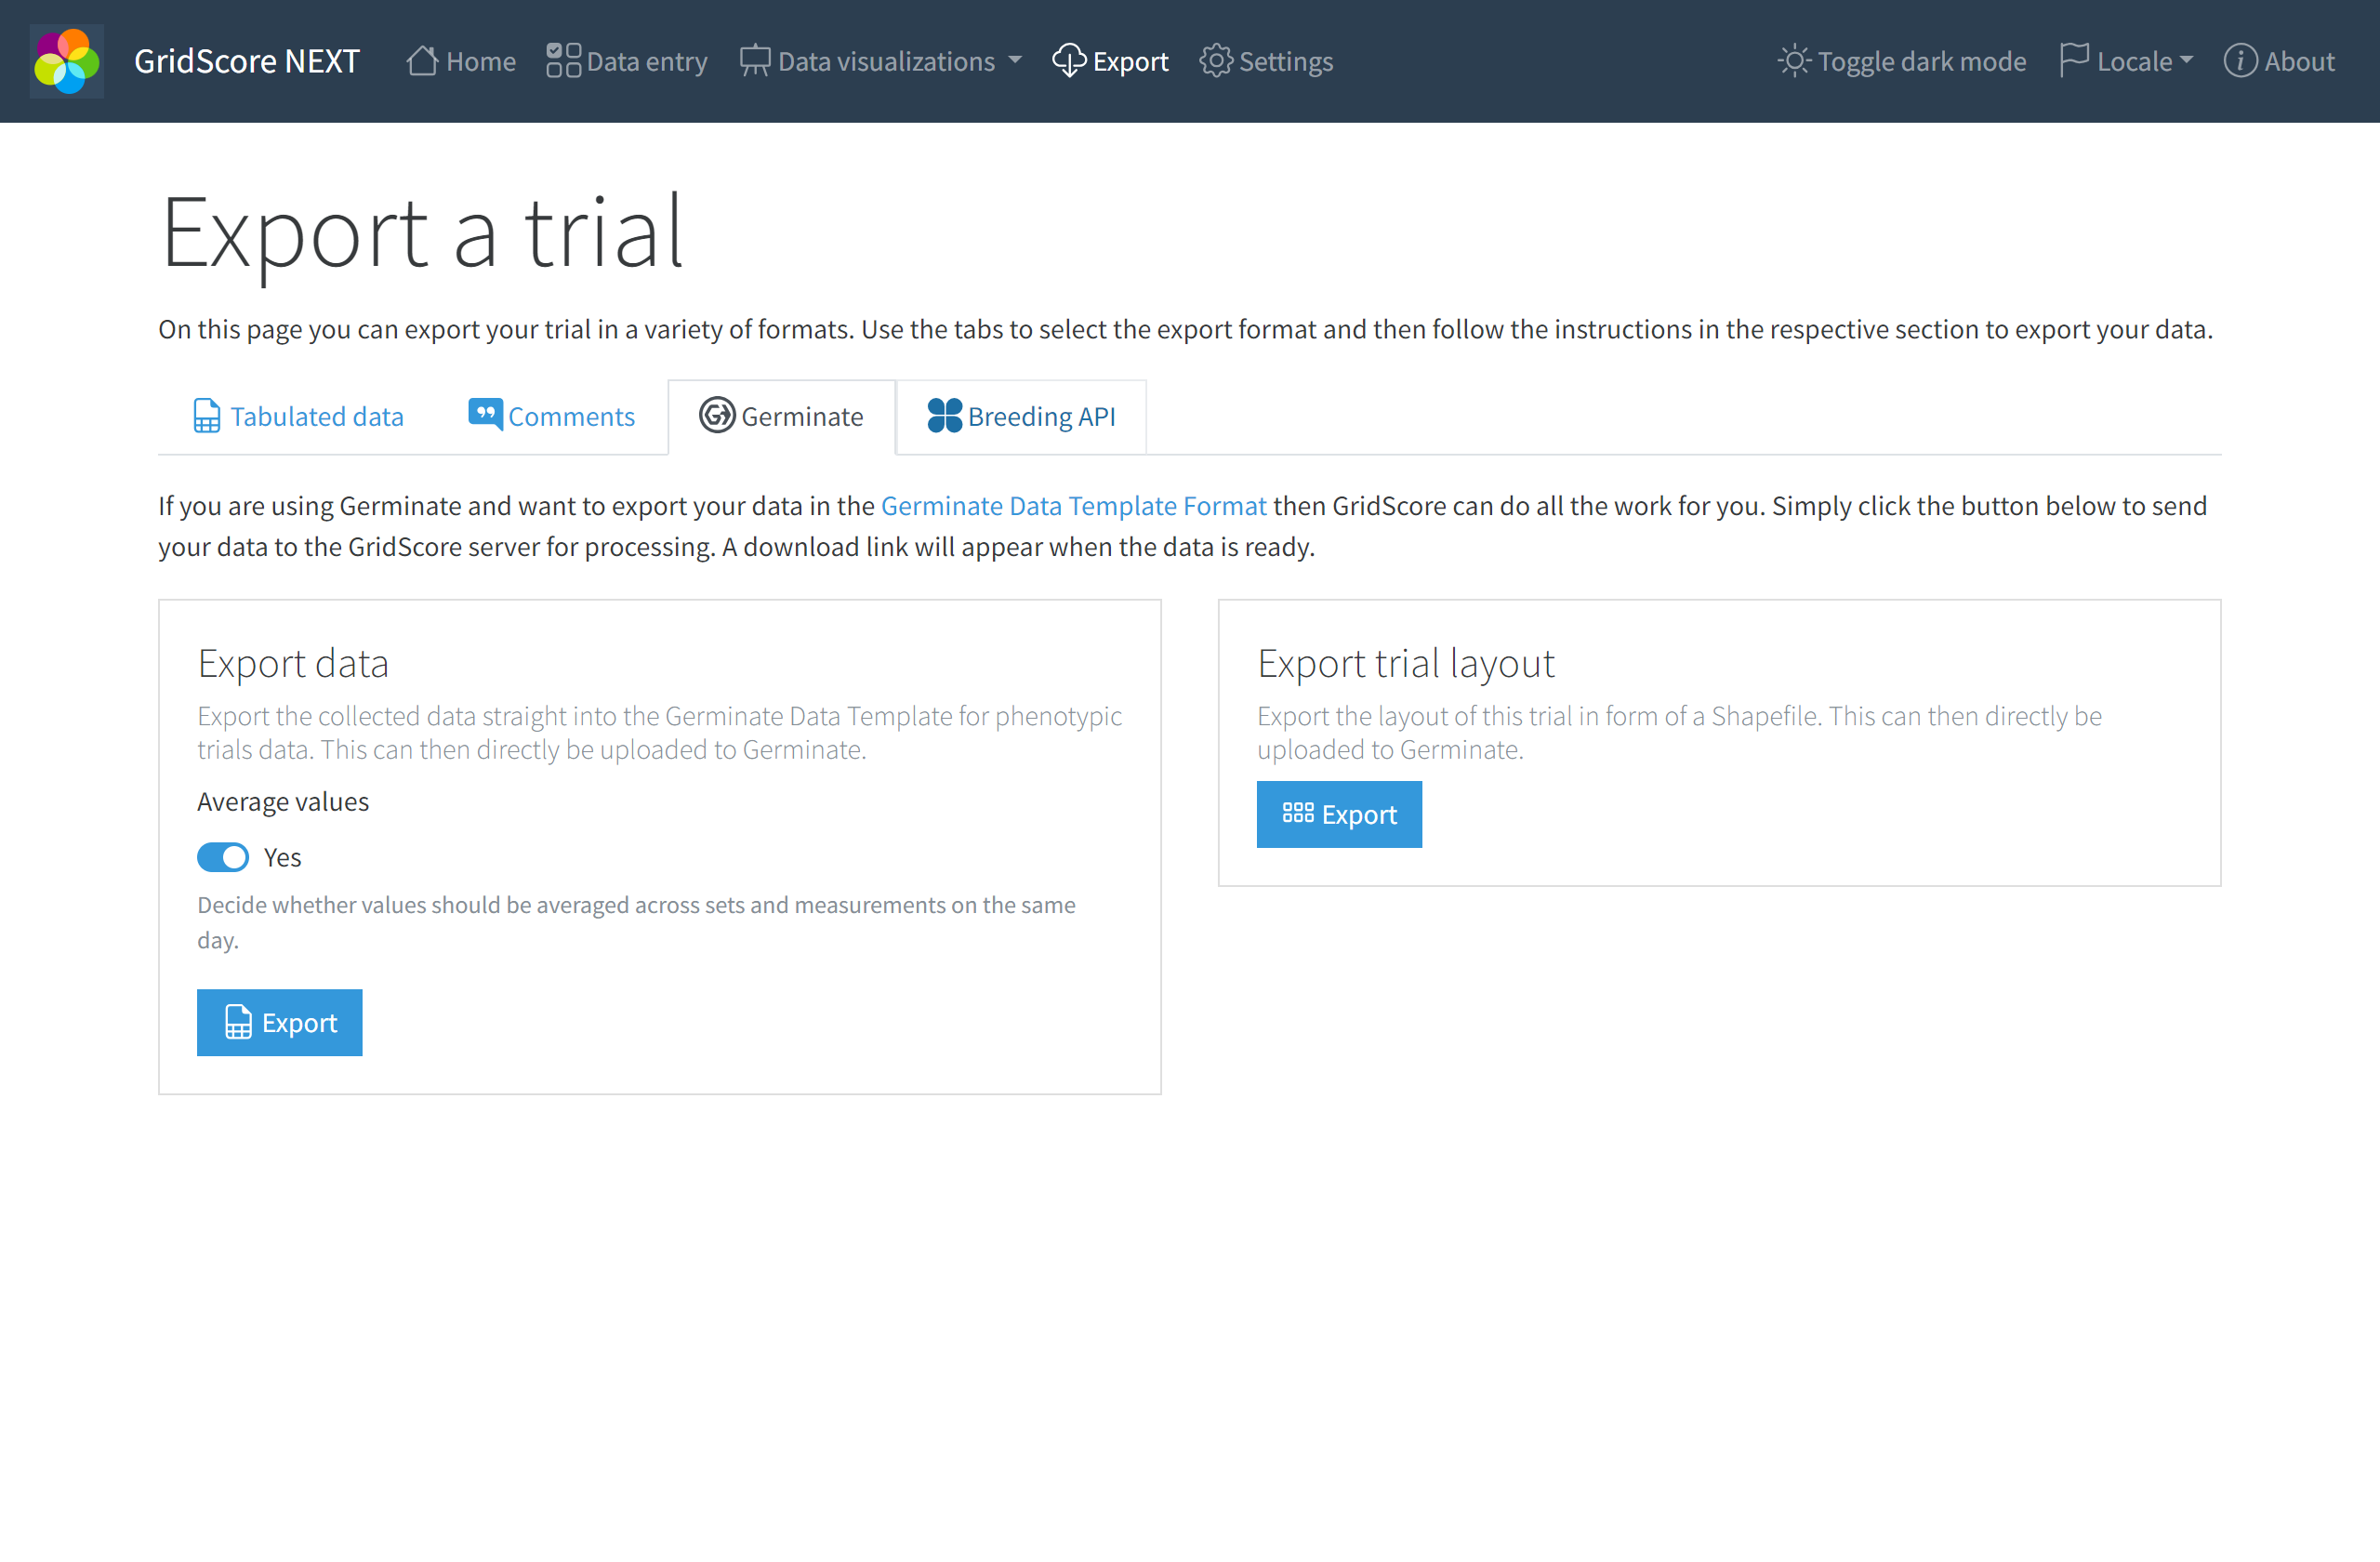 GridScore NEXT Home Data entry Data visualizations Export Settings Toggle dark mode Locale About
Export a trial
On this page you can export your trial in a variety of formats. Use the tabs to select the export format and then follow the instructions in the respective section to export your data.
Tabulated data Comments Germinate Breeding API
If you are using Germinate and want to export your data in the Germinate Data Template Format then GridScore can do all the work for you. Simply click the button below to send
your data to the GridScore server for processing. A download link will appear when the data is ready.
Export data
Export the collected data straight into the Germinate Data Template for phenotypic
trials data. This can then directly be uploaded to Germinate.
Average values
Yes
Decide whether values should be averaged across sets and measurements on the same
day.
Export
Export trial layout
Export the layout of this trial in form of a Shapefile. This can then directly be
uploaded to Germinate.
Export